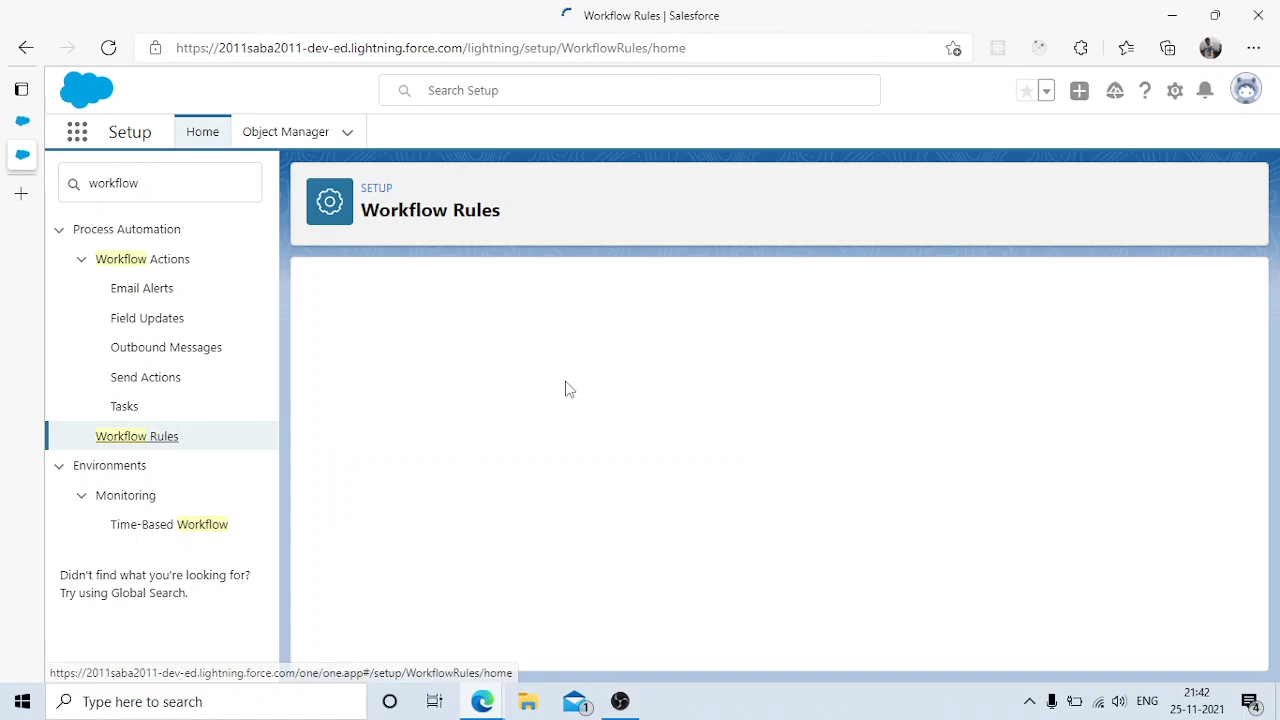 Workflow Rules | Salesforce
https://2011saba2011-dev-ed.lightning.force.com/lightning/setup/WorkflowRules/home
Search Setup
Setup
Home
Object Manager
workflow
SETUP
Workflow Rules
Process Automation
Workflow Actions
Email Alerts
Field Updates
Outbound Messages
Send Actions
Tasks
Workflow Rules
Environments
Monitoring
Time-Based Workflow
Didn't find what you're looking for?
Try using Global Search.
https://2011saba2011-dev-ed.lightning.force.com/one/one.app#/setup/WorkflowRules/home
Type here to search
1
ENG
21:42
25-11-2021
4